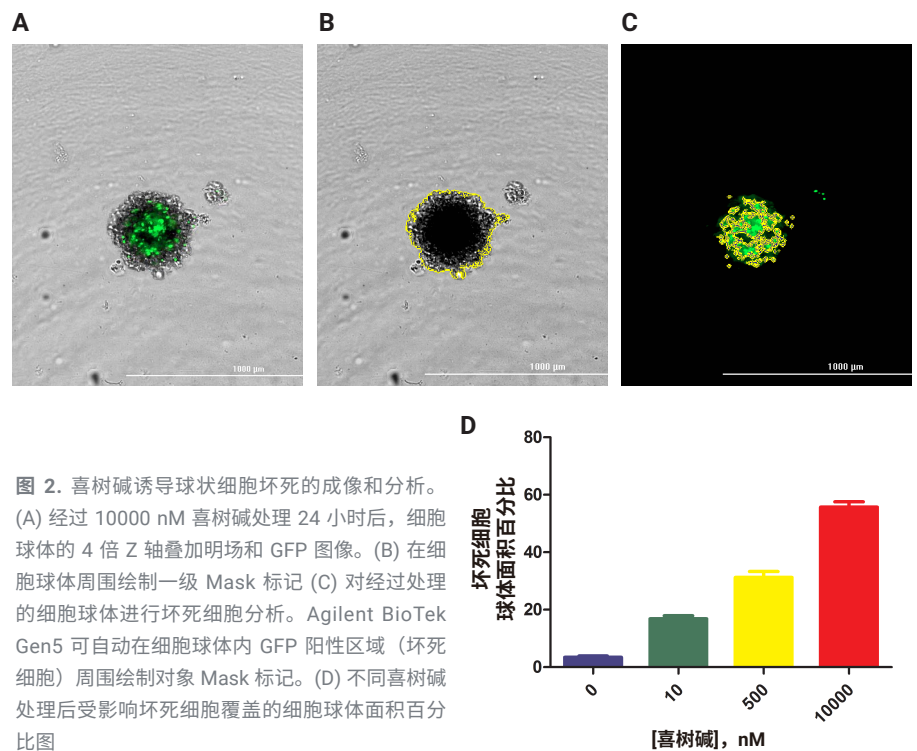 A
B
C
1000 µm
1000 µm
1000 µm
图 2. 喜树碱诱导球状细胞坏死的成像和分析。
(A) 经过 10000 nM 喜树碱处理 24 小时后，细胞
球体的 4 倍 Z 轴叠加明场和 GFP 图像。(B) 在细
胞球体周围绘制一级 Mask 标记 (C) 对经过处理
的细胞球体进行坏死细胞分析。Agilent BioTek
Gen5 可自动在细胞球体内 GFP 阳性区域（坏死
细胞）周围绘制对象 Mask 标记。(D) 不同喜树碱
处理后受影响坏死细胞覆盖的细胞球体面积百分
比图
D
坏死细胞
球体面积百分比
80
60
40
20
0
0
10
500
10000
[喜树碱]，nM